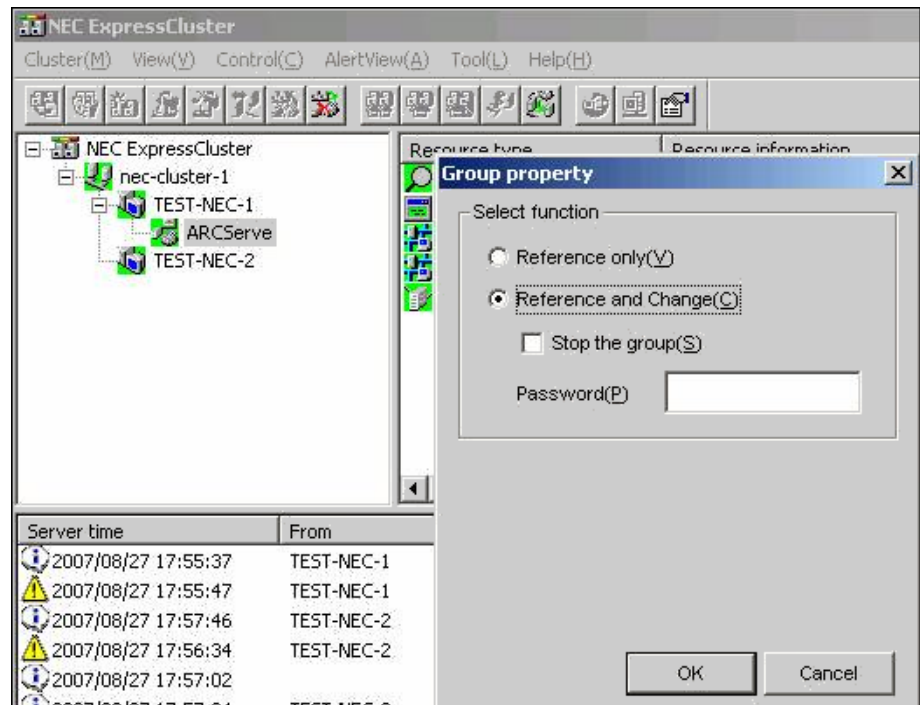 NEC ExpressCluster
Cluster(M) View(V) Control(C) AlertView(A) Tool(L) Help(H)
NEC ExpressCluster
nec-cluster-1
TEST-NEC-1
ARCServe
TEST-NEC-2
Resource type Resource information
Group property
Select function
Reference only(V)
Reference and Change(C)
Stop the group(S)
Password(P)
OK Cancel
Server time From
2007/08/27 17:55:37 TEST-NEC-1
2007/08/27 17:55:47 TEST-NEC-1
2007/08/27 17:57:46 TEST-NEC-2
2007/08/27 17:56:34 TEST-NEC-2
2007/08/27 17:57:02